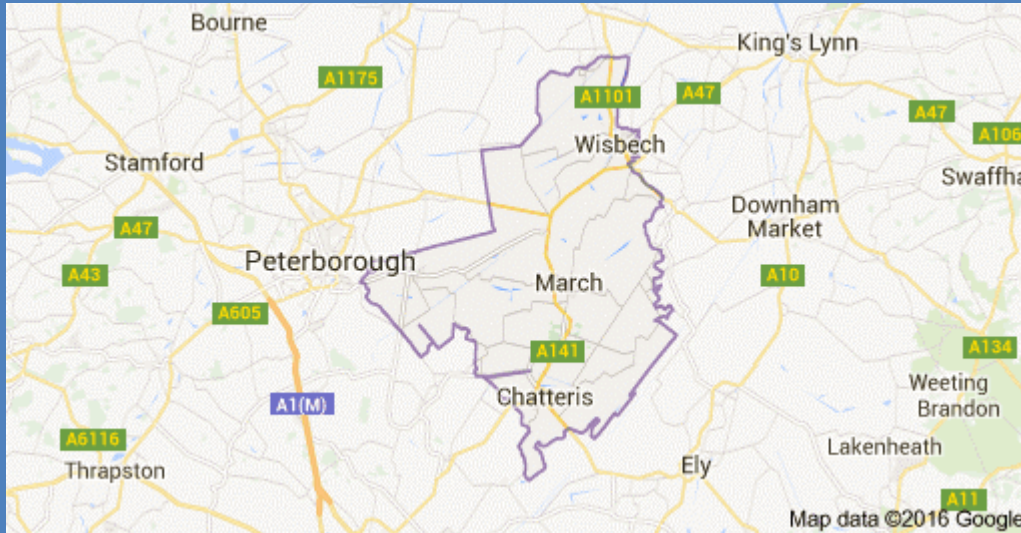 Bourne
King's Lynn
A1175
A1101
A47
A47
A106
Wisbech
Stamford
Swaffha
Downham
Market
A47
Peterborough
A43
March
A10
A605
A141
A134
Weeting
Chatteris
A1(M)
Brandon
A6116
Lakenheath
Thrapston
Ely
A11
Map data ©2016 Google